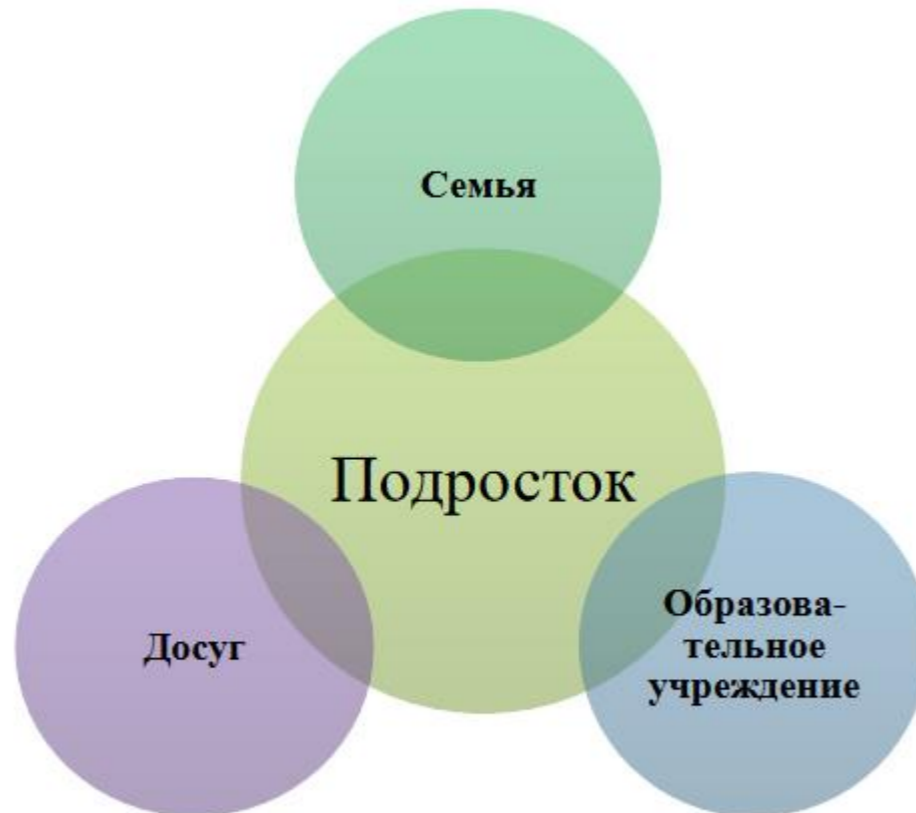 Семья
Подросток
Досуг
Образова-
тельное
учреждение